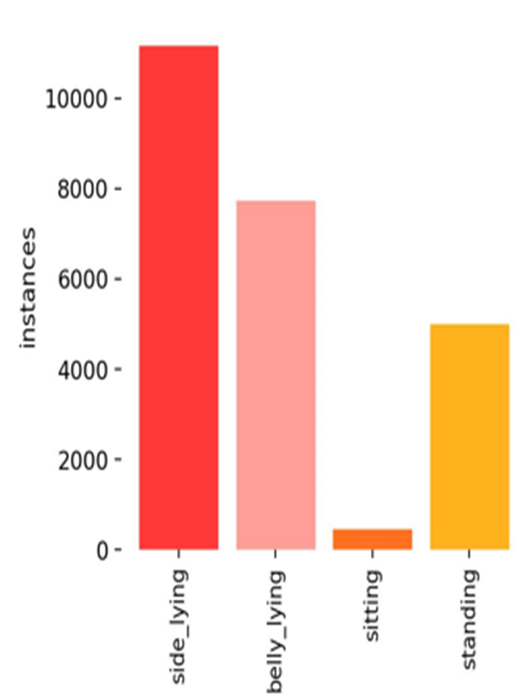 instances
10000
8000
6000
4000
2000
0
side_lying
belly_lying
sitting
standing